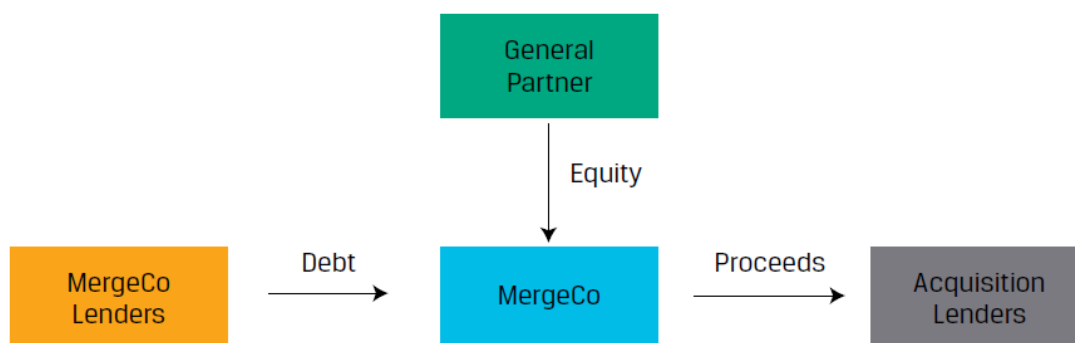 General
Partner
Equity
MergeCo
Lenders
Debt
MergeCo
Proceeds
Acquisition
Lenders